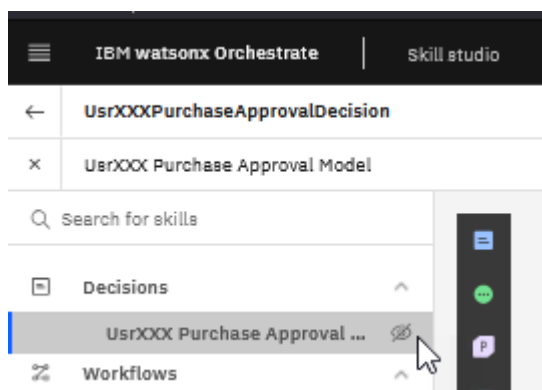 IBM watsonx Orchestrate Skill studio
UsrXXXPurchaseApprovalDecision
UsrXXX Purchase Approval Model
Search for skills
Decisions
UsrXXX Purchase Approval ...
P
Workflows